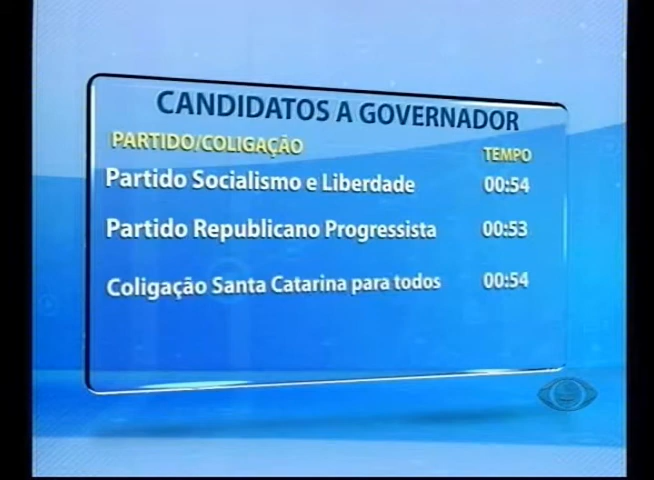 CANDIDATOS A GOVERNADOR
PARTIDO/COLIGAÇÃO TEMPO
Partido Socialismo e Liberdade 00:54
Partido Republicano Progressista 00:53
Coligação Santa Catarina para todos 00:54